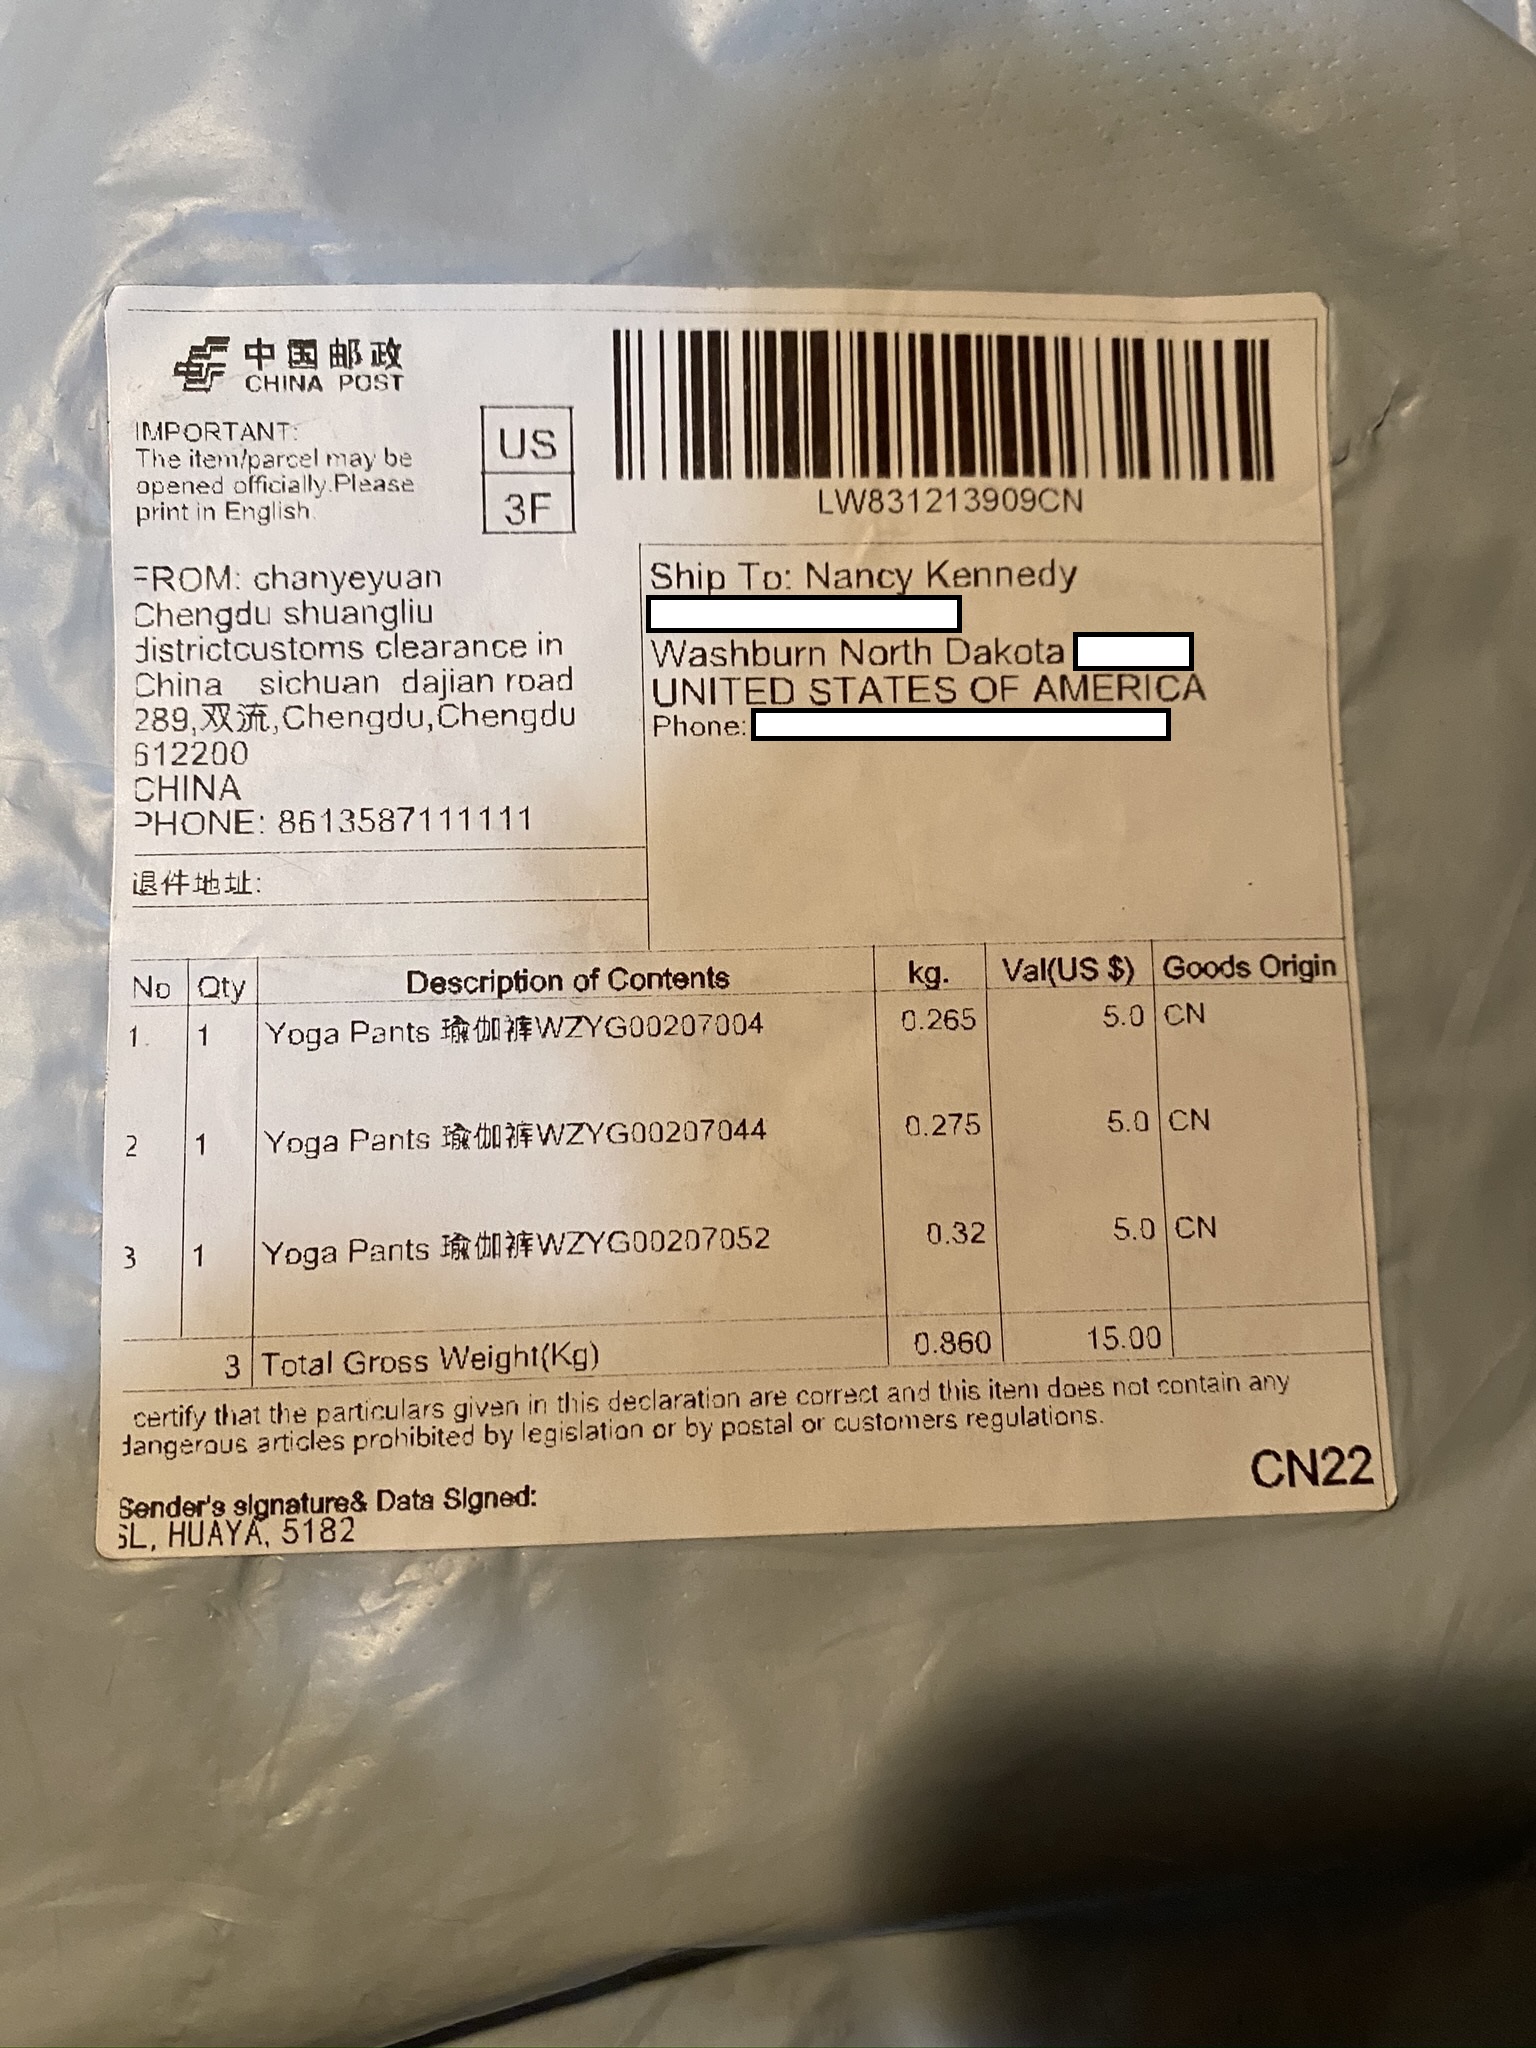 中国邮政
CHINA POST
IMPORTANT:
The item/parcel may be
opened officially.Please
print in English.
US
3F
LW831213909CN
FROM: chanyeyuan
Chengdu shuangliu
districtcustoms clearance in
China sichuan dajian road
289,双流,Chengdu,Chengdu
612200
CHINA
PHONE: 8613587111111
退件地址:
Ship To: Nancy Kennedy
Washburn North Dakota
UNITED STATES OF AMERICA
Phone:
No Qty Description of Contents kg. Val(US $) Goods Origin
1. 1 Yoga Pants 瑜伽裤WZYG00207004 0.265 5.0 CN
2 1 Yoga Pants 瑜伽裤WZYG00207044 0.275 5.0 CN
3 1 Yoga Pants 瑜伽裤WZYG00207052 0.32 5.0 CN
3 Total Gross Weight(Kg) 0.860 15.00
certify that the particulars given in this declaration are correct and this item does not contain any
dangerous articles prohibited by legislation or by postal or customers regulations.
Sender's signature& Data Signed:
SL, HUAYA, 5182
CN22